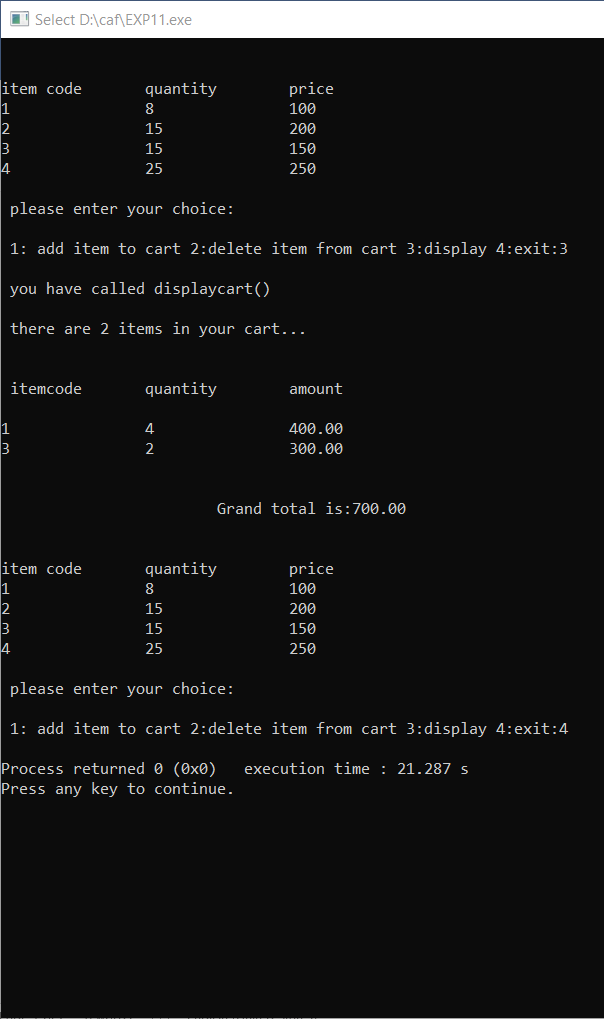 Select D:\caf\EXP11.exe
item code quantity price
1 8 100
2 15 200
3 15 150
4 25 250
please enter your choice:
1: add item to cart 2:delete item from cart 3:display 4:exit:3
you have called displaycart()
there are 2 items in your cart...
itemcode quantity amount
1 4 400.00
3 2 300.00
Grand total is:700.00
item code quantity price
1 8 100
2 15 200
3 15 150
4 25 250
please enter your choice:
1: add item to cart 2:delete item from cart 3:display 4:exit:4
Process returned 0 (0x0) execution time : 21.287 s
Press any key to continue.